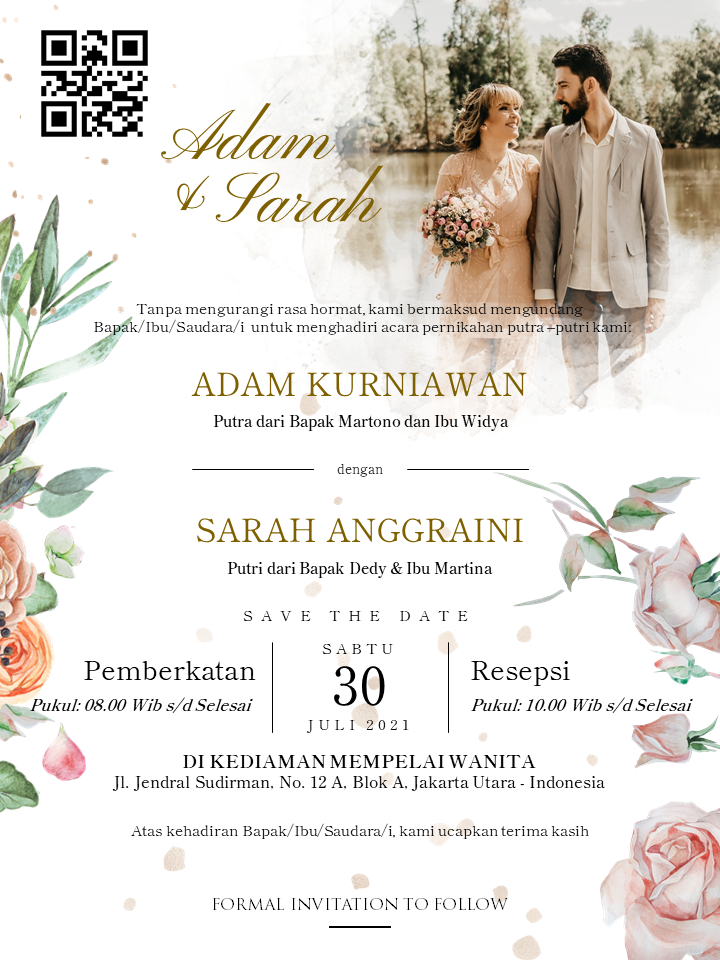 Adam
& Sarah
Tanpa mengurangi rasa hormat, kami bermaksud mengundang
Bapak/Ibu/Saudara/i untuk menghadiri acara pernikahan putra –putri kami:
ADAM KURNIAWAN
Putra dari Bapak Martono dan Ibu Widya
dengan
SARAH ANGGRAINI
Putri dari Bapak Dedy & Ibu Martina
SAVE THE DATE
Pemberkatan
Pukul: 08.00 Wib s/d Selesai
SABTU
30
JULI 2021
Resepsi
Pukul: 10.00 Wib s/d Selesai
DI KEDIAMAN MEMPELAI WANITA
Jl. Jendral Sudirman, No. 12 A, Blok A, Jakarta Utara - Indonesia
Atas kehadiran Bapak/Ibu/Saudara/i, kami ucapkan terima kasih
FORMAL INVITATION TO FOLLOW